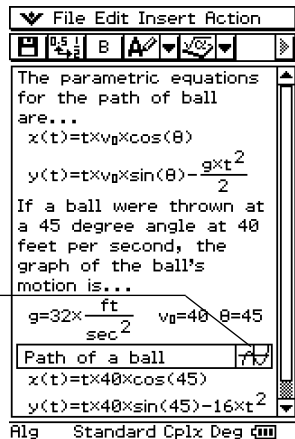 File Edit Insert Action
B
The parametric equations
for the path of ball
are...
x(t)=t×v₀×cos(θ)
y(t)=t×v₀×sin(θ)-g×t²/2
If a ball were thrown at
a 45 degree angle at 40
feet per second, the
graph of the ball's
motion is...
g=32×ft/sec² v₀=40 θ=45
Path of a ball
x(t)=t×40×cos(45)
y(t)=t×40×sin(45)-16×t²
Alg Standard Cplx Deg